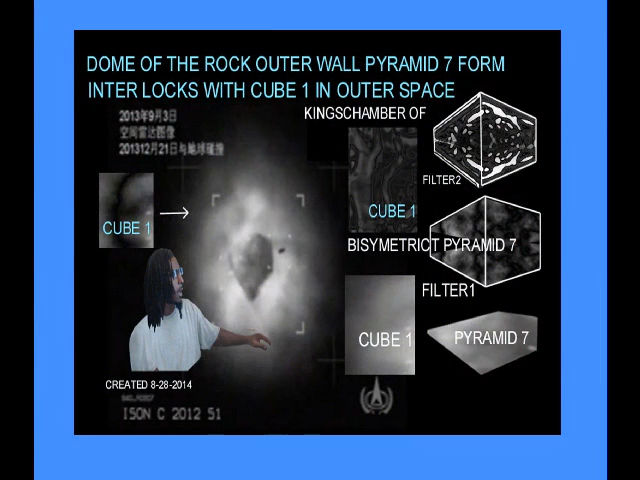 DOME OF THE ROCK OUTER WALL PYRAMID 7 FORM
INTER LOCKS WITH CUBE 1 IN OUTER SPACE
KINGSCHAMBER OF
2013年9月3日
空间雷达图像
201312月21日与地球碰撞
FILTER2
CUBE 1
CUBE 1
BISYMETRICT PYRAMID 7
FILTER1
CUBE 1
PYRAMID 7
CREATED 8-28-2014
ISON C 2012 S1